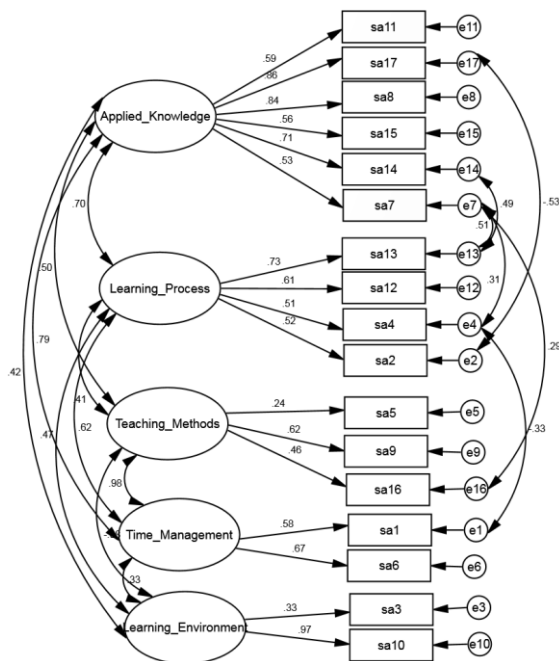 sa11
e11
.59
sa17
e17
.86
sa8
e8
.84
Applied_Knowledge
.56
sa15
e15
.71
sa14
e14
.53
sa7
e7
.49
-.53
.70
.51
sa13
e13
.73
.50
.61
sa12
e12
.31
Learning_Process
.51
sa4
e4
.52
sa2
e2
.79
.29
.42
.41
.24
sa5
e5
.62
Teaching_Methods
.62
sa9
e9
.47
.46
-.33
sa16
e16
.98
.58
sa1
e1
Time_Management
.67
sa6
e6
.33
.33
sa3
e3
Learning_Environment
.97
sa10
e10